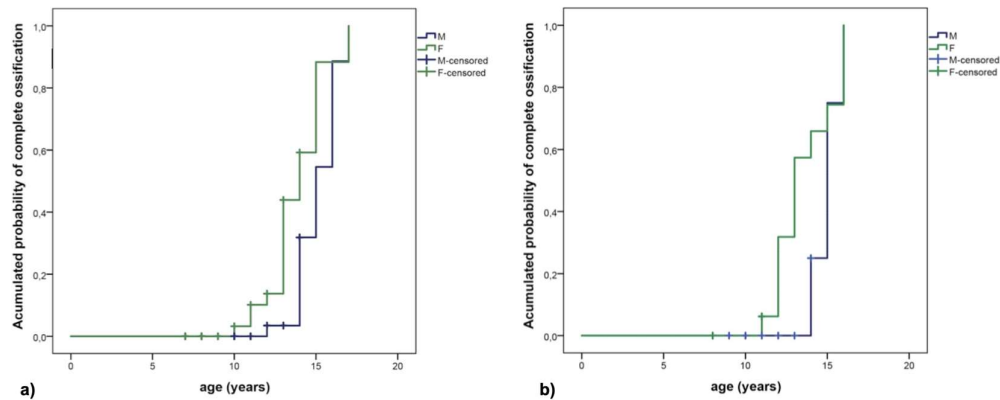 Acumulated probability of complete ossification
1,0
0,8
0,6
0,4
0,2
0,0
0
5
10
15
20
age (years)
M
F
M-censored
F-censored
a)
Acumulated probability of complete ossification
1,0
0,8
0,6
0,4
0,2
0,0
0
5
10
15
20
age (years)
M
F
M-censored
F-censored
b)